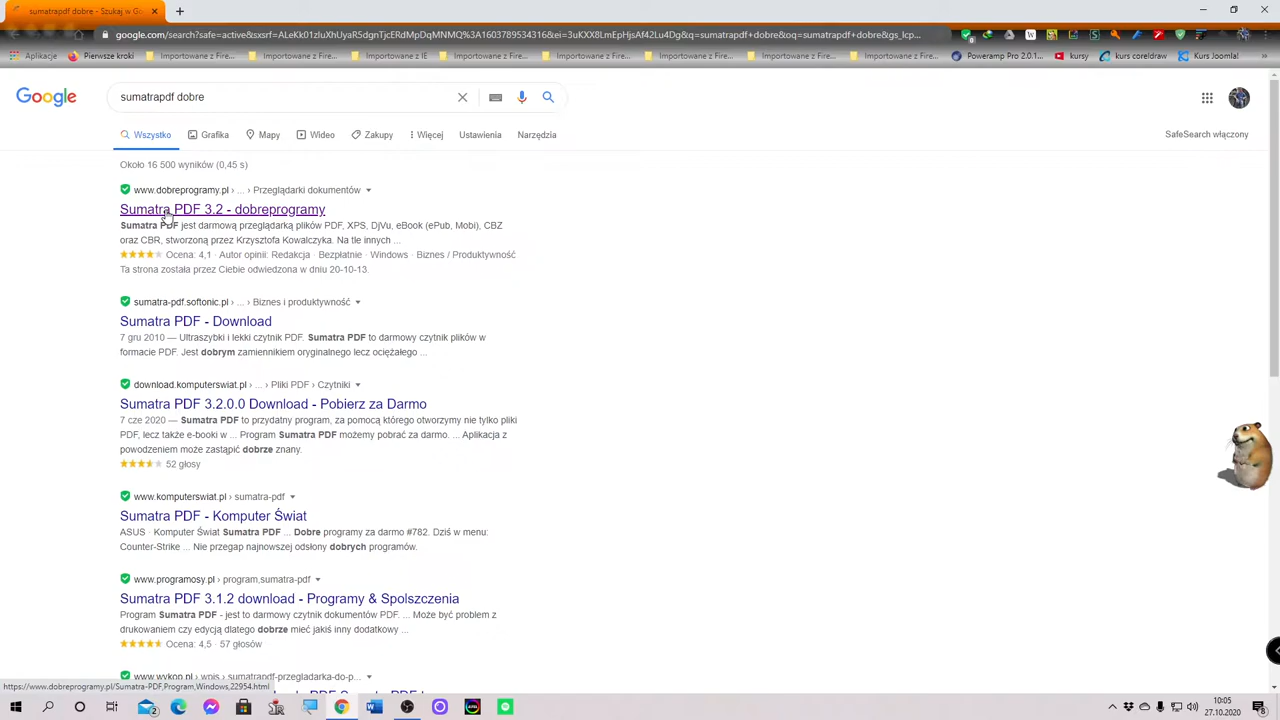 sumatrapdf dobre - Szukaj w Go
google.com/search?safe=active&sxsrf=ALeKk01zIuXhUyaR5dgnTjcERdMpDqMNMQ%3A1603789534316&ei=3uKXX8LmEpHjsAf42Lu4Dg&q=sumatrapdf+dobre&oq=sumatrapdf+dobre&gs_lcp...
Aplikacje Pierwsze kroki Importowane z Fire... Importowane z Fire... Importowane z IE Importowane z Fire... Importowane z Fire... Importowane z Fire... Importowane z Fire... Poweramp Pro 2.0.1... kursy kurs coreldraw Kurs Joomla!
Google sumatrapdf dobre
Wszystko Grafika Mapy Wideo Zakupy Więcej Ustawienia Narzędzia SafeSearch włączony
Około 16 500 wyników (0,45 s)
www.dobreprogramy.pl › ... › Przeglądarki dokumentów
Sumatra PDF 3.2 - dobreprogramy
Sumatra PDF jest darmową przeglądarką plików PDF, XPS, DjVu, eBook (ePub, Mobi), CBZ
oraz CBR, stworzoną przez Krzysztofa Kowalczyka. Na tle innych ...
Ocena: 4,1 · Autor opinii: Redakcja · Bezpłatnie · Windows · Biznes / Produktywność
Ta strona została przez Ciebie odwiedzona w dniu 20-10-13.
sumatra-pdf.softonic.pl › ... › Biznes i produktywność
Sumatra PDF - Download
7 gru 2010 — Ultraszybki i lekki czytnik PDF. Sumatra PDF to darmowy czytnik plików w
formacie PDF. Jest dobrym zamiennikiem oryginalnego lecz ociężałego ...
download.komputerswiat.pl › ... › Pliki PDF › Czytniki
Sumatra PDF 3.2.0.0 Download - Pobierz za Darmo
7 cze 2020 — Sumatra PDF to przydatny program, za pomocą którego otworzymy nie tylko pliki
PDF, lecz także e-booki w ... Program Sumatra PDF możemy pobrać za darmo. ... Aplikacja z
powodzeniem może zastąpić dobrze znany.
52 głosy
www.komputerswiat.pl › sumatra-pdf
Sumatra PDF - Komputer Świat
ASUS · Komputer Świat Sumatra PDF ... Dobre programy za darmo #782. Dziś w menu:
Counter-Strike ... Nie przegap najnowszej odsłony dobrych programów.
www.programosy.pl › program,sumatra-pdf
Sumatra PDF 3.1.2 download - Programy & Spolszczenia
Program Sumatra PDF - jest to darmowy czytnik dokumentów PDF. ... Może być problem z
drukowaniem czy edycją dlatego dobrze mieć jakiś inny dodatkowy ...
Ocena: 4,5 · 57 głosów
www.wykop.pl › wpis › sumatrapdf-przegladarka-do-p...
https://www.dobreprogramy.pl/Sumatra-PDF,Program,Windows,22954.html
10:05
27.10.2020